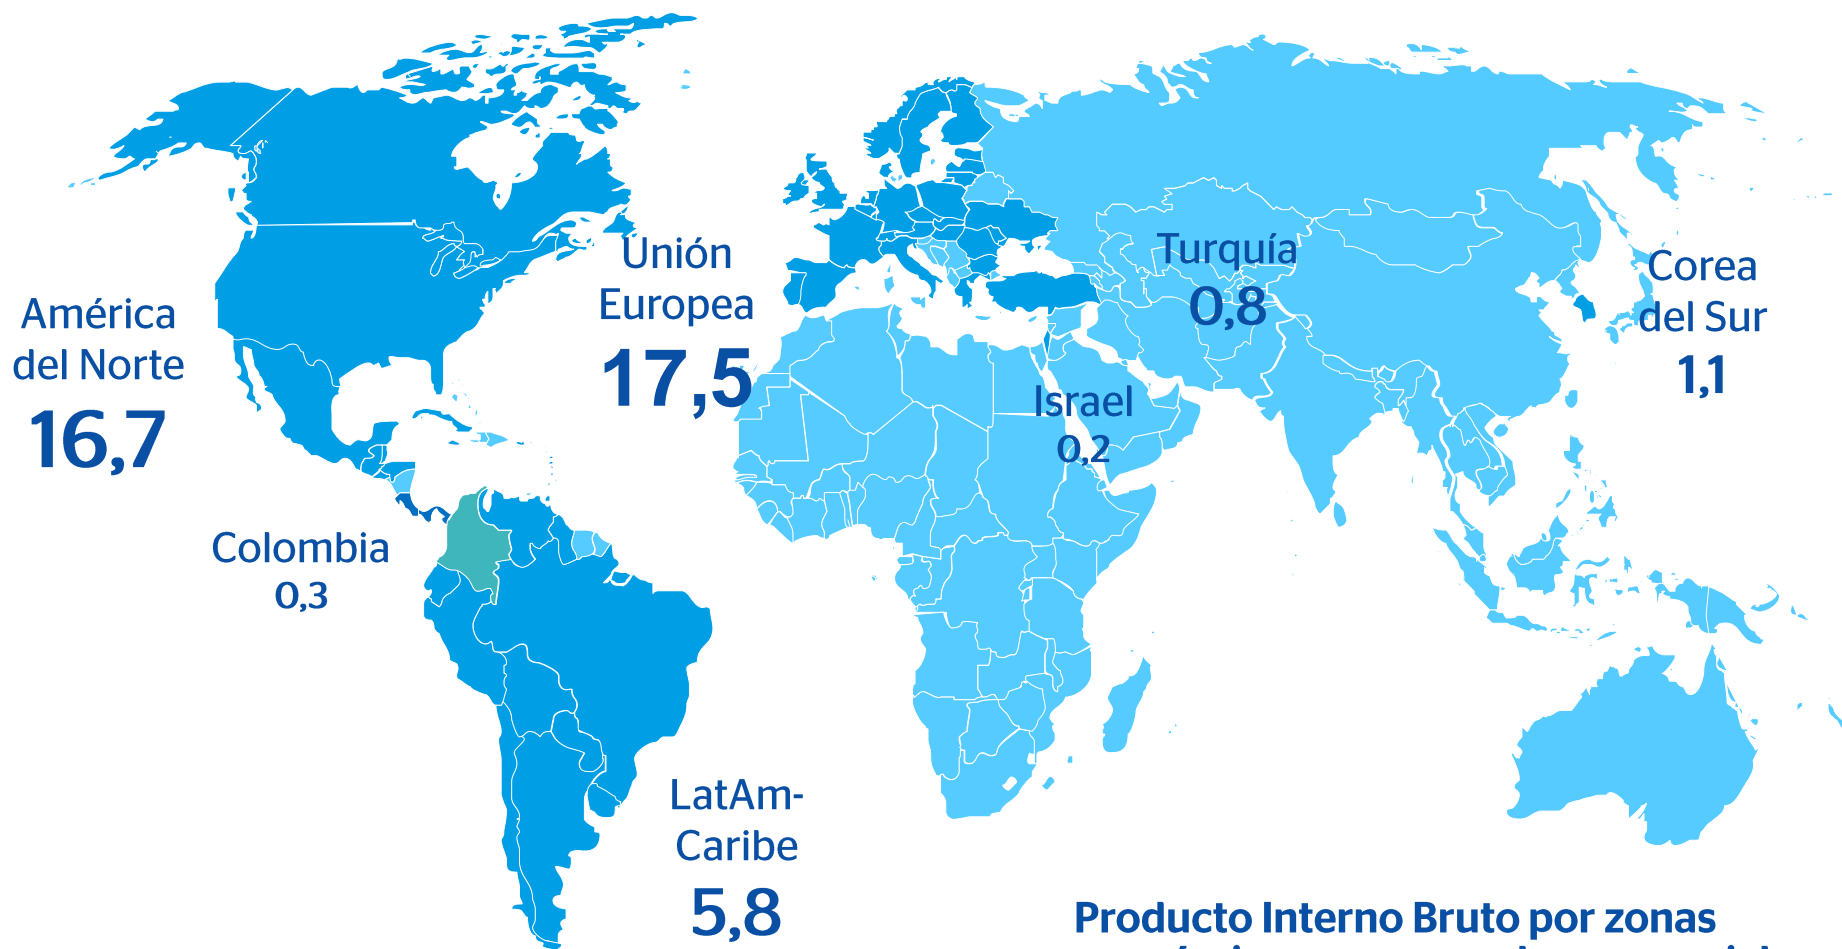 Unión
Europea
17,5
América
del Norte
16,7
Turquía
0,8
Corea
del Sur
1,1
Israel
0,2
Colombia
0,3
LatAm-
Caribe
5,8
Producto Interno Bruto por zonas